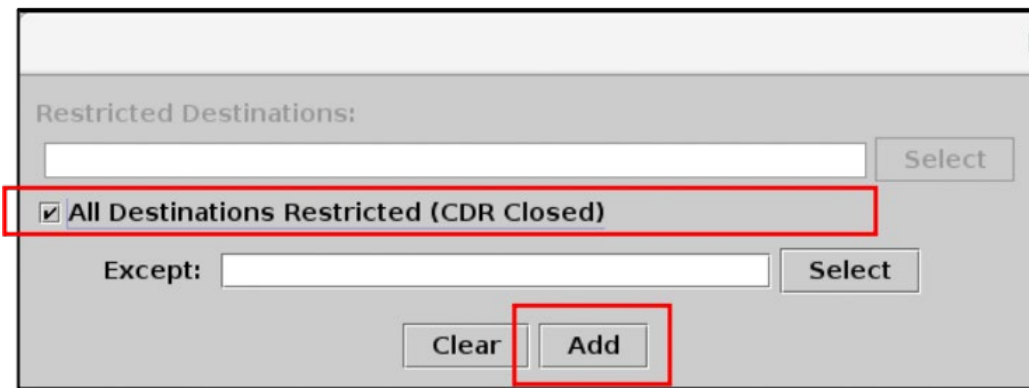 Restricted Destinations:
Select
All Destinations Restricted (CDR Closed)
Except: Select
Clear Add